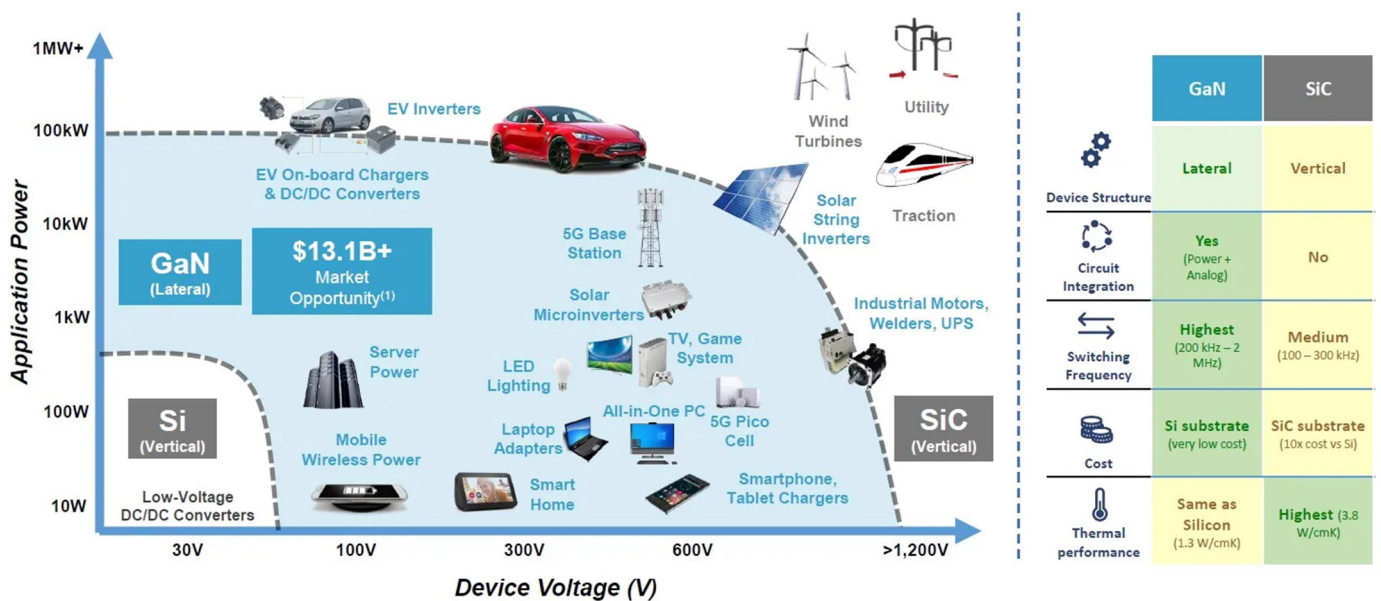 1MW+
100kW
10kW
1kW
100W
10W
Application Power
EV Inverters
EV On-board Chargers
& DC/DC Converters
Wind
Turbines
Utility
Traction
Solar
String
Inverters
5G Base
Station
GaN
(Lateral)
$13.1B+
Market
Opportunity(1)
Solar
Microinverters
Industrial Motors,
Welders, UPS
Server
Power
LED
Lighting
TV, Game
System
Si
(Vertical)
All-in-One PC
5G Pico
Cell
SiC
(Vertical)
Mobile
Wireless Power
Laptop
Adapters
Low-Voltage
DC/DC Converters
Smart
Home
Smartphone,
Tablet Chargers
30V
100V
300V
600V
>1,200V
Device Voltage (V)
GaN
SiC
Device Structure
Lateral
Vertical
Circuit
Integration
Yes
(Power +
Analog)
No
Switching
Frequency
Highest
(200 kHz – 2
MHz)
Medium
(100 – 300 kHz)
Cost
Si substrate
(very low cost)
SiC substrate
(10x cost vs Si)
Thermal
performance
Same as
Silicon
(1.3 W/cmK)
Highest (3.8
W/cmK)